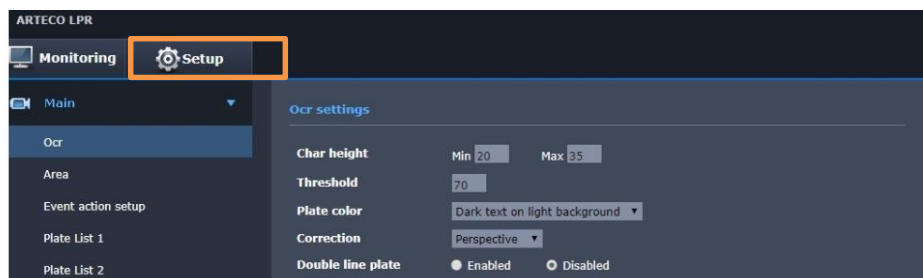 ARTECO LPR
Monitoring Setup
Main
Ocr
Area
Event action setup
Plate List 1
Plate List 2
Ocr settings
Char height Min 20 Max 35
Threshold 70
Plate color Dark text on light background
Correction Perspective
Double line plate Enabled Disabled